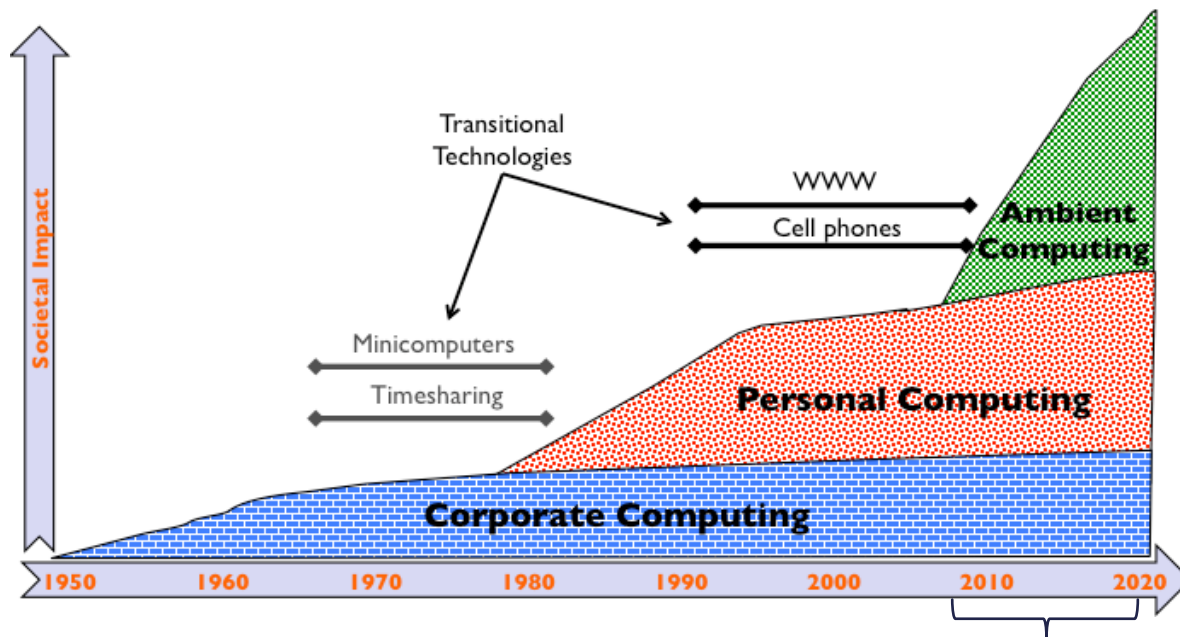 Societal Impact
Transitional
Technologies
WWW
Cell phones
Ambient
Computing
Minicomputers
Timesharing
Personal Computing
Corporate Computing
1950 1960 1970 1980 1990 2000 2010 2020